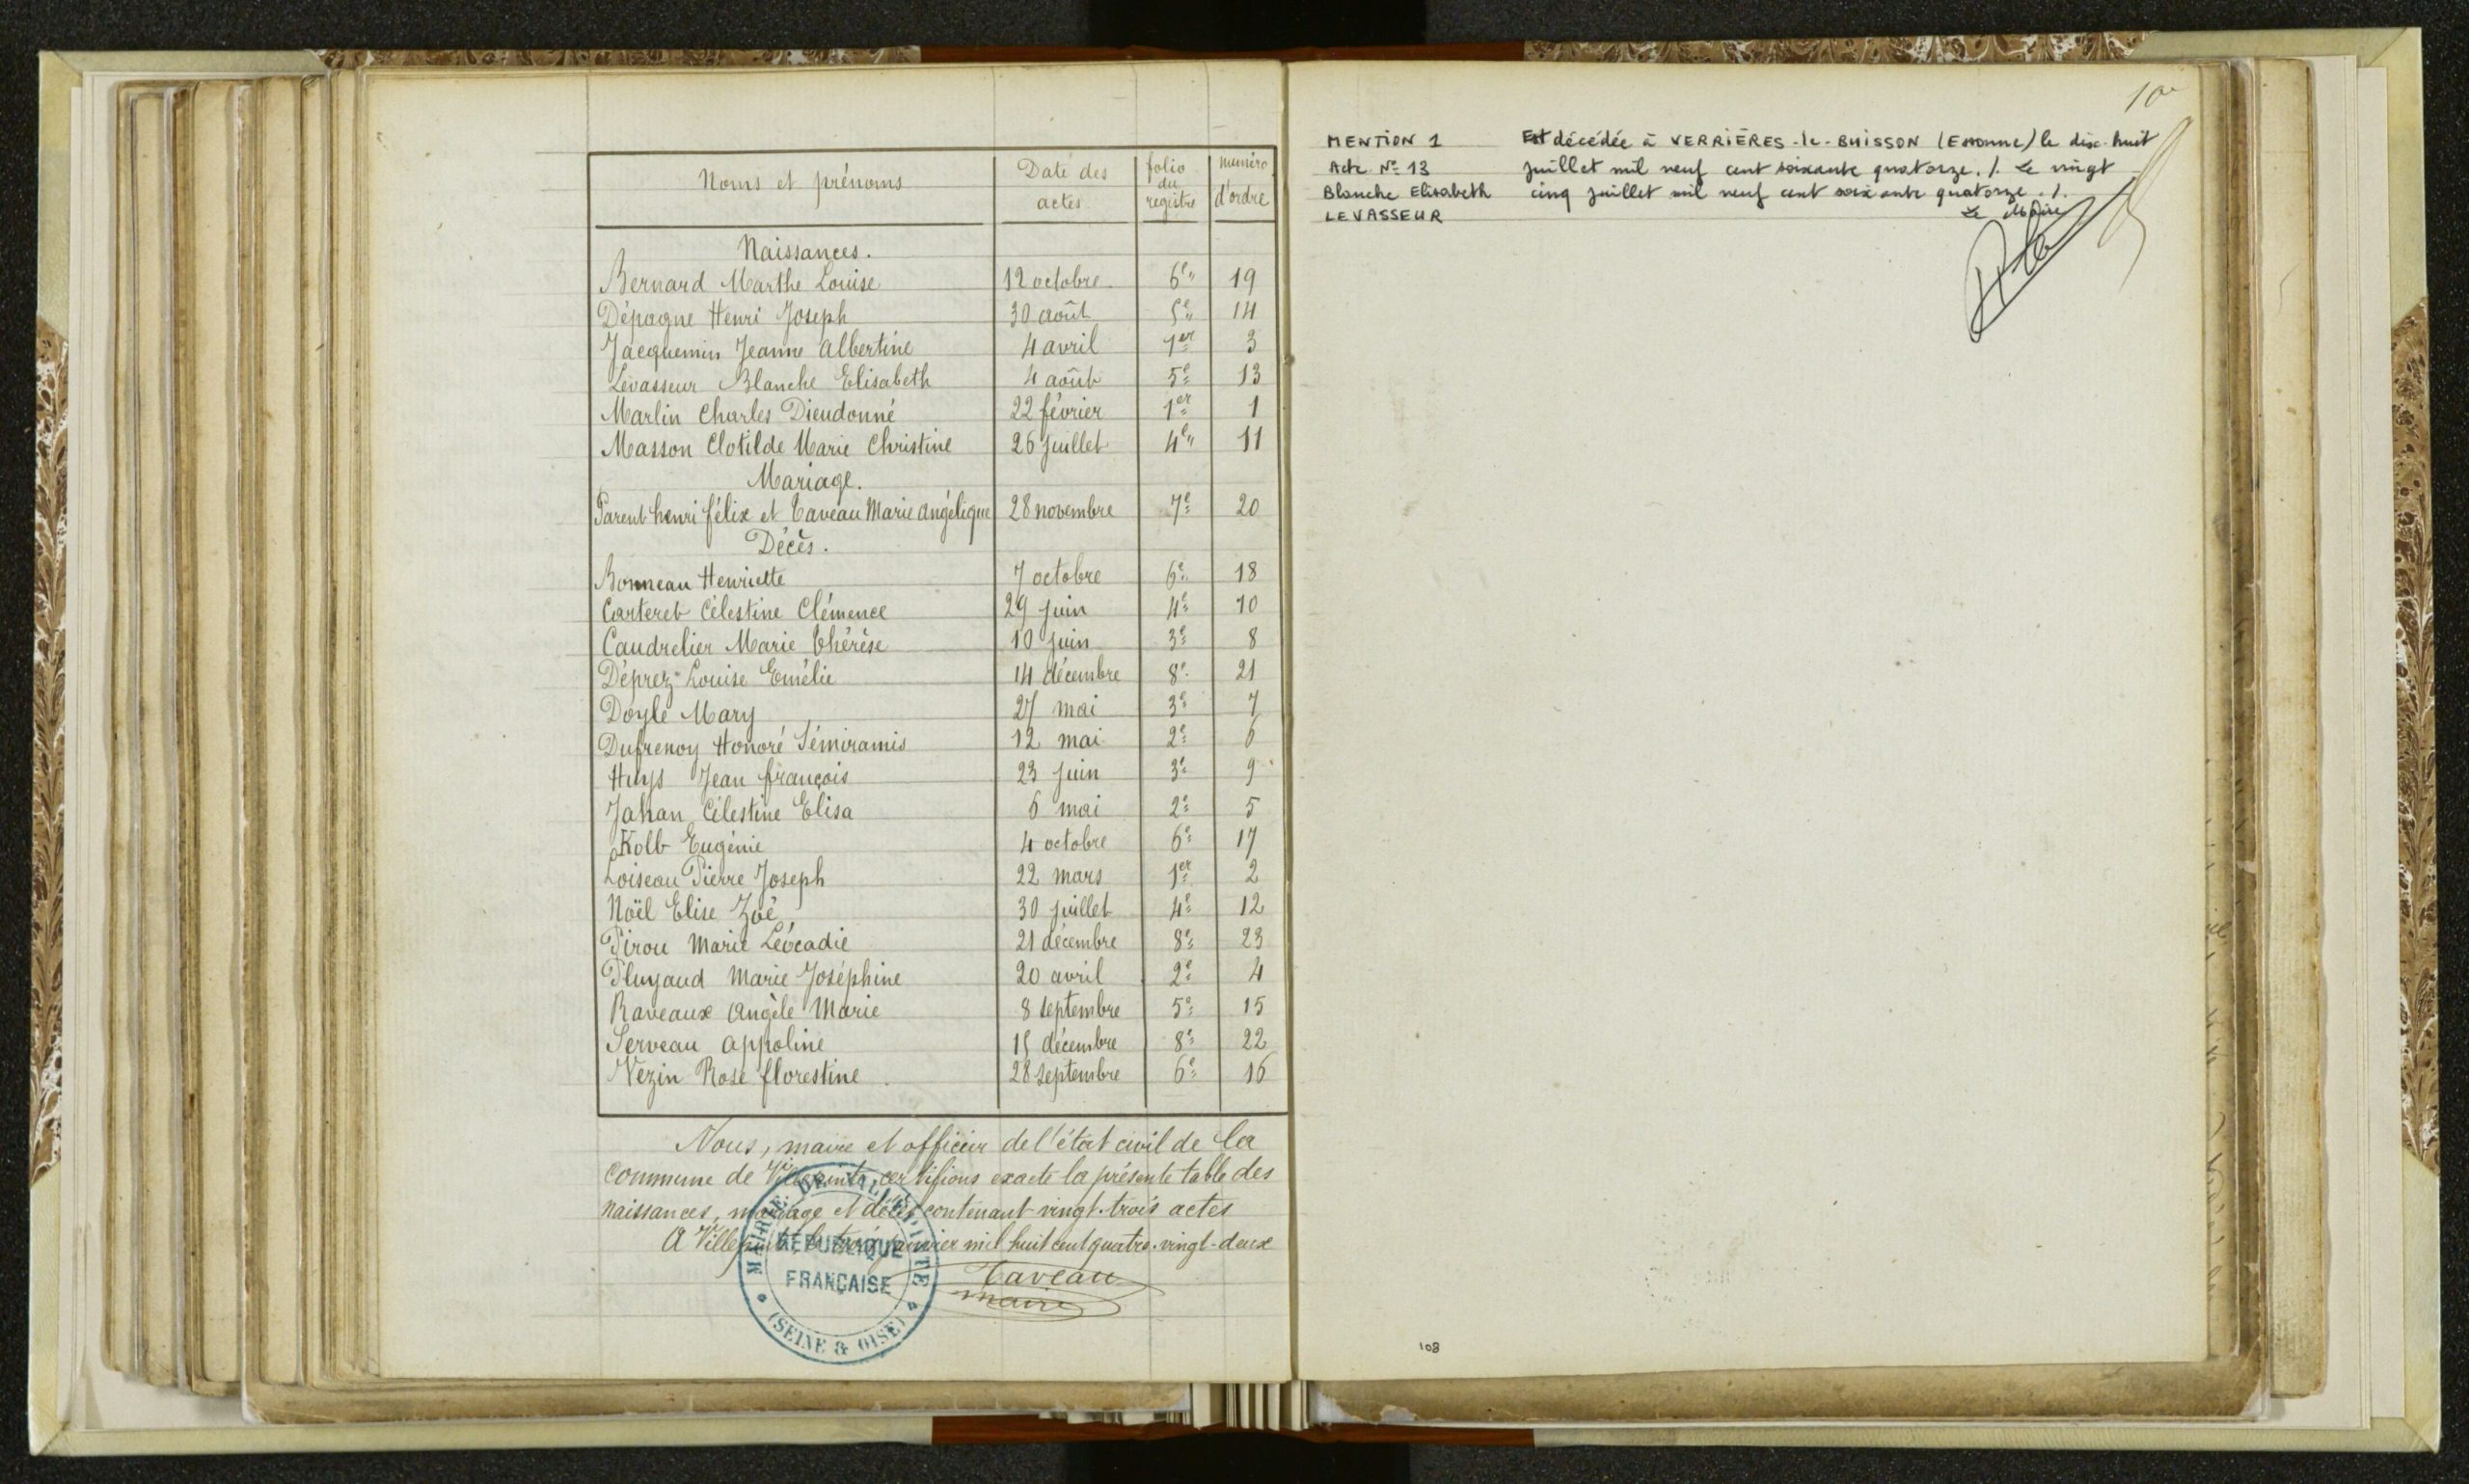 Noms et prénoms Date des actes folio du registre numéro d'ordre
Naissances.
Bernard Marthe Louise 12 octobre 6e 19
Dépagne Henri Joseph 30 août 5e 14
Jacquemin Jeanne Albertine 4 avril 1er 3
Levasseur Blanche Elisabeth 4 août 5e 13
Marlin Charles Dieudonné 22 février 1er 1
Masson Clotilde Marie Christine 26 juillet 4e 11
Mariage.
Parent henri félix et Taveau Marie angélique 28 novembre 7e 20
Décès.
Bonneau Henriette 7 octobre 6e 18
Carteret Célestine Clémence 29 juin 4e 10
Caudrelier Marie Thérèse 10 juin 3e 8
Déprez Louise Emélie 14 décembre 8e 21
Doyle Mary 27 mai 3e 7
Dufrenoy Honoré Sémiramis 12 mai 2e 6
Huys Jean françois 23 juin 3e 9
Jahan Célestine Elisa 6 mai 2e 5
Kolb Eugénie 4 octobre 6e 17
Loiseau Pierre Joseph 22 mars 1er 2
Noël Elise Zoé 30 juillet 4e 12
Pirou Marie Léocadie 21 décembre 8e 23
Pluyaud Marie Joséphine 20 avril 2e 4
Raveaux Angèle Marie 8 septembre 5e 15
Serveau Appoline 15 décembre 8e 22
Vezin Rose florestine 28 septembre 6e 16
Nous, maire et officier de l'état civil de la
commune de Villepinte certifions exacte la présente table des
naissances, mariage et décès contenant vingt-trois actes
A Villepinte le trois janvier mil huit cent quatre-vingt-deux
Taveau
maire
MAIRIE DE VILLEPINTE
RÉPUBLIQUE
FRANÇAISE
(SEINE & OISE)
10
MENTION 1 Est décédée à VERRIÈRES-le-BUISSON (Essonne) le dix-huit
Acte No 13 juillet mil neuf cent soixante quatorze ./. Le vingt
Blanche Elisabeth cinq juillet mil neuf cent soixante quatorze ./.
LEVASSEUR Le Maire
108